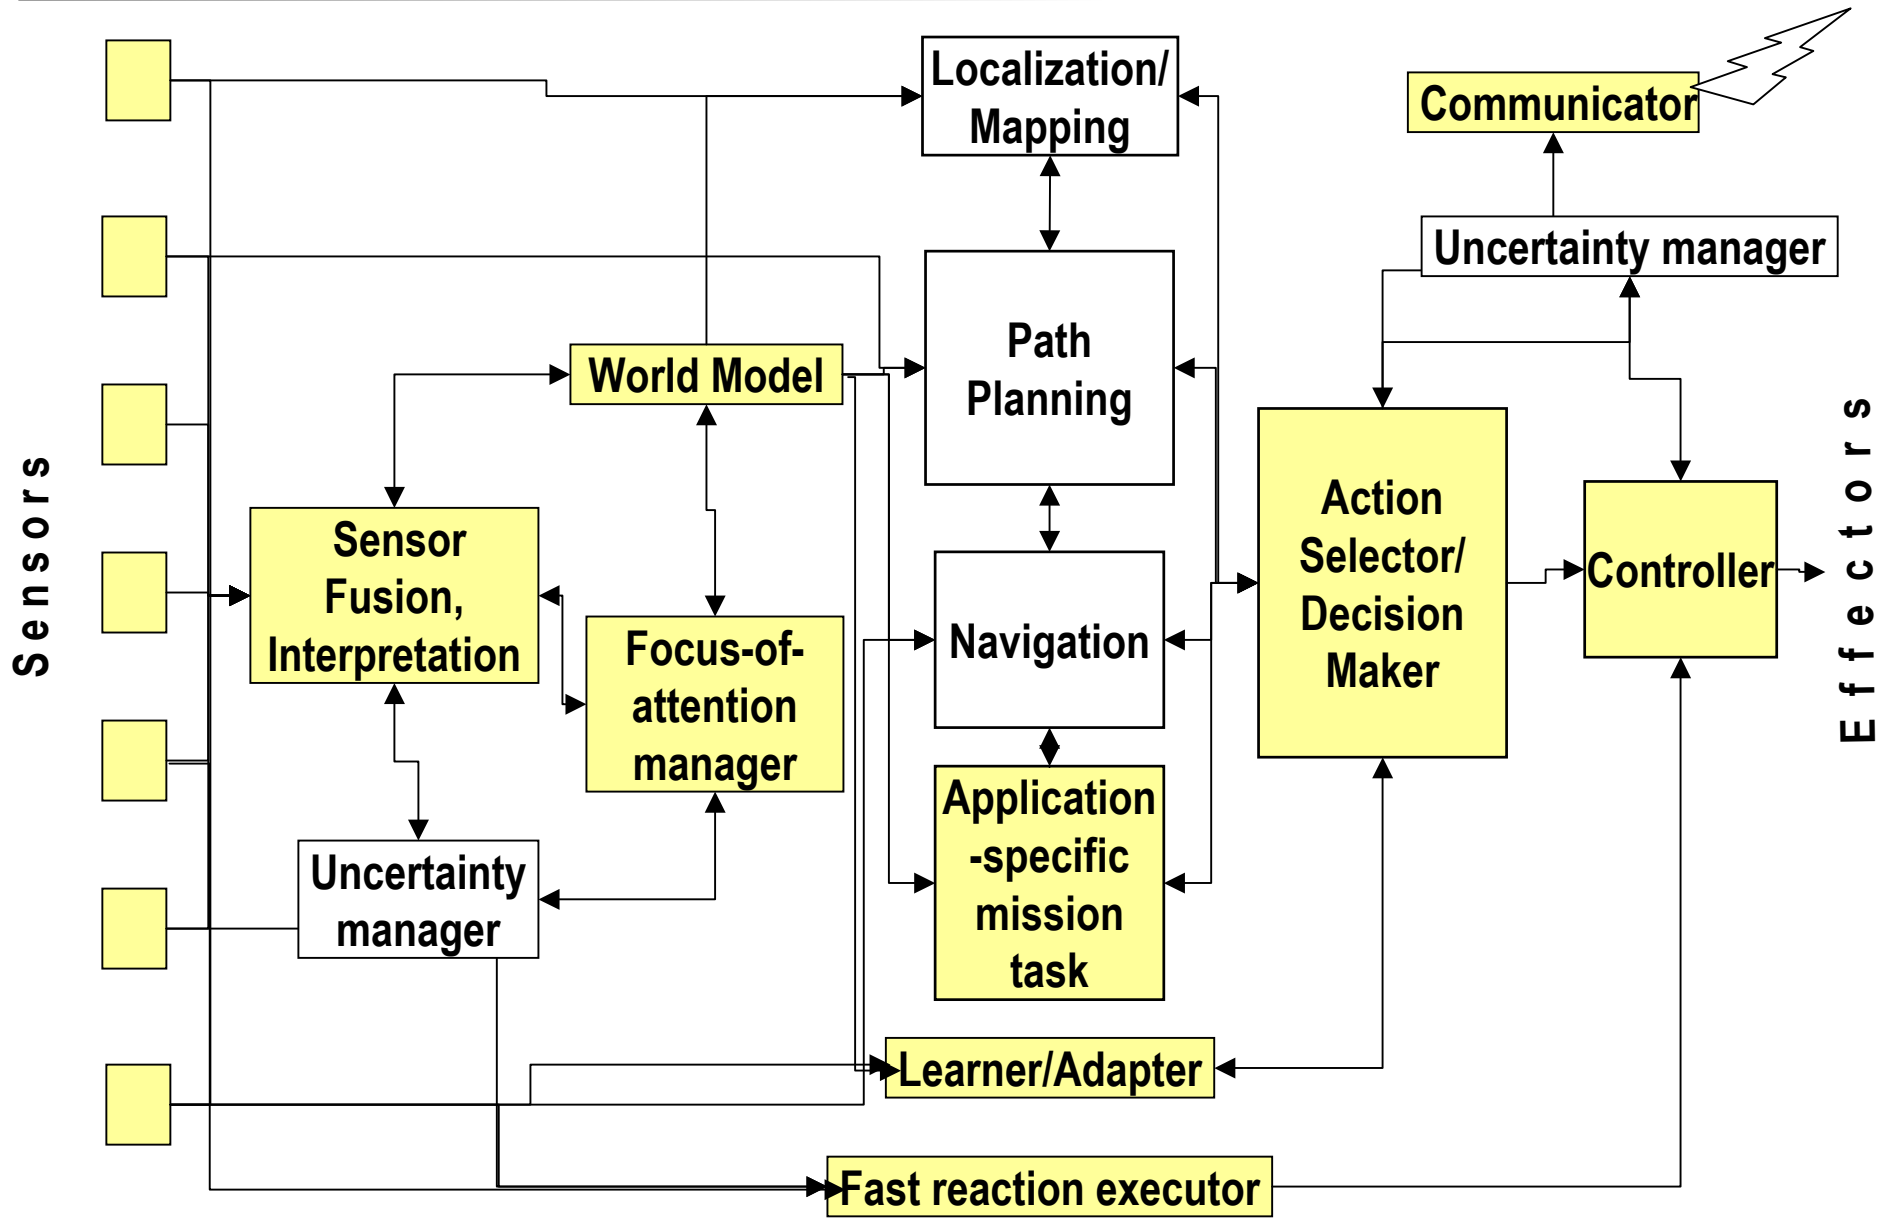 Sensors
Localization/
Mapping
Communicator
Uncertainty manager
Path
Planning
World Model
Sensor
Fusion,
Interpretation
Focus-of-
attention
manager
Navigation
Action
Selector/
Decision
Maker
Controller
Effectors
Uncertainty
manager
Application
-specific
mission
task
Learner/Adapter
Fast reaction executor